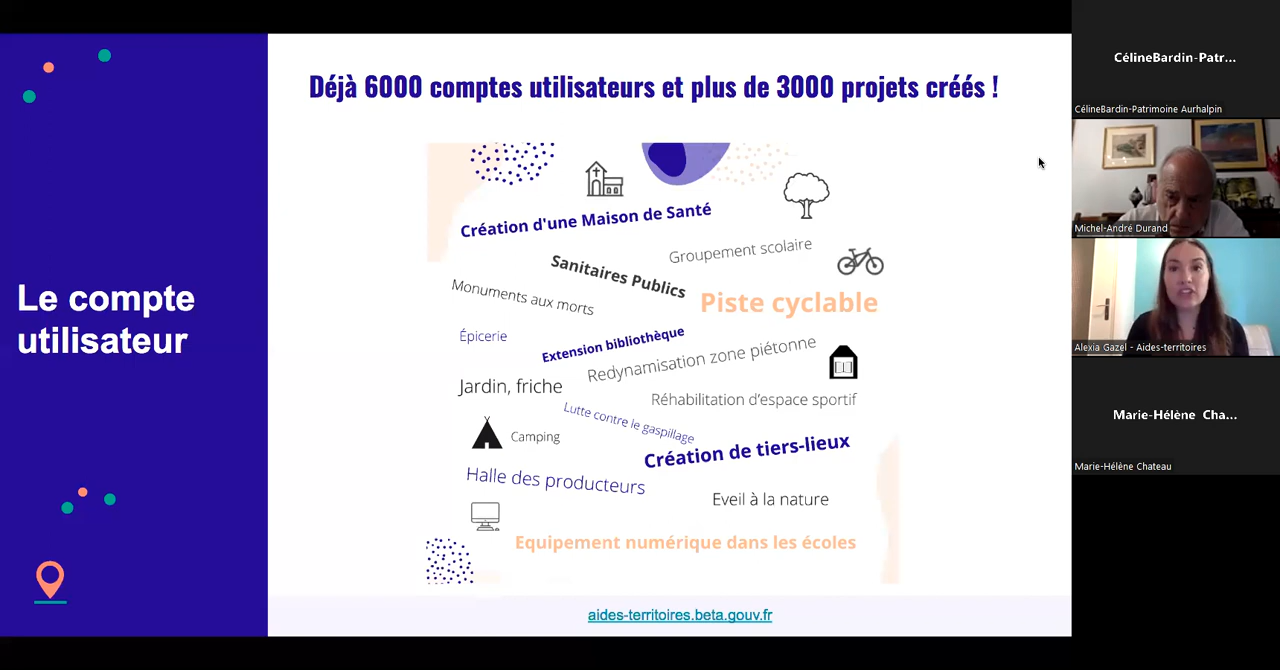 Déjà 6000 comptes utilisateurs et plus de 3000 projets créés !
Le compte
utilisateur
Création d'une Maison de Santé
Groupement scolaire
Sanitaires Publics
Monuments aux morts
Piste cyclable
Épicerie
Extension bibliothèque
Redynamisation zone piétonne
Jardin, friche
Réhabilitation d'espace sportif
Lutte contre le gaspillage
Camping
Création de tiers-lieux
Halle des producteurs
Eveil à la nature
Equipement numérique dans les écoles
aides-territoires.beta.gouv.fr
CélineBardin-Patr...
CélineBardin-Patrimoine Aurhalpin
Michel-André Durand
Alexia Gazel - Aides-territoires
Marie-Hélène Cha...
Marie-Hélène Chateau